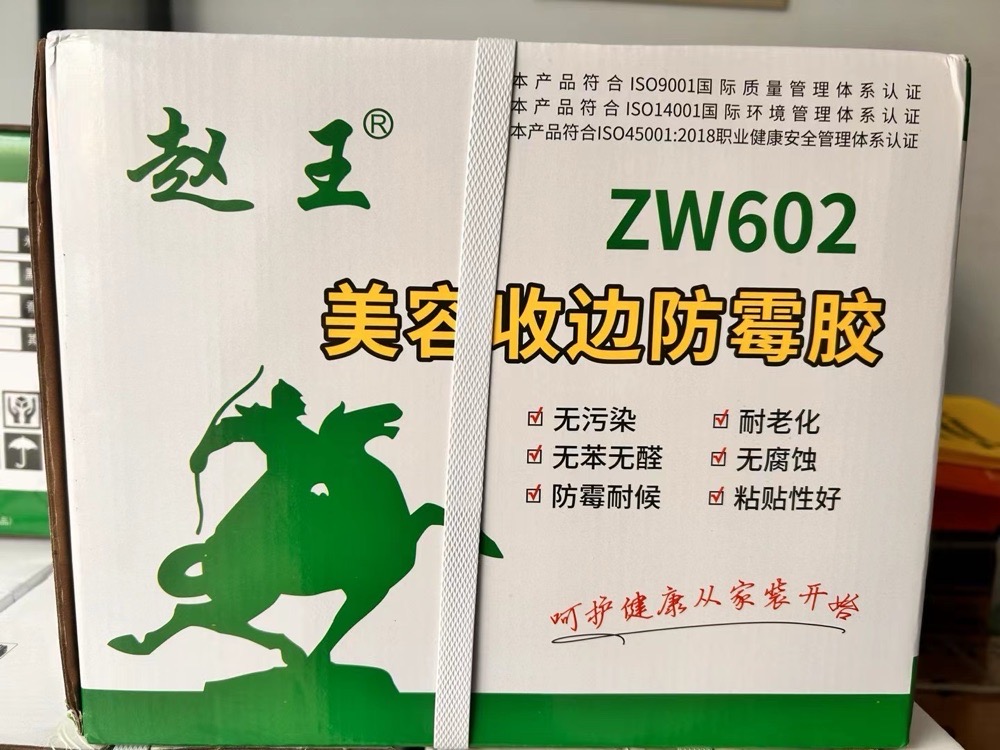 赵王®
本产品符合ISO9001国际质量管理体系认证
本产品符合ISO14001国际环境管理体系认证
本产品符合ISO45001:2018职业健康安全管理体系认证
ZW602
美容收边防霉胶
无污染
耐老化
无苯无醛
无腐蚀
防霉耐候
粘贴性好
呵护健康从家装开始